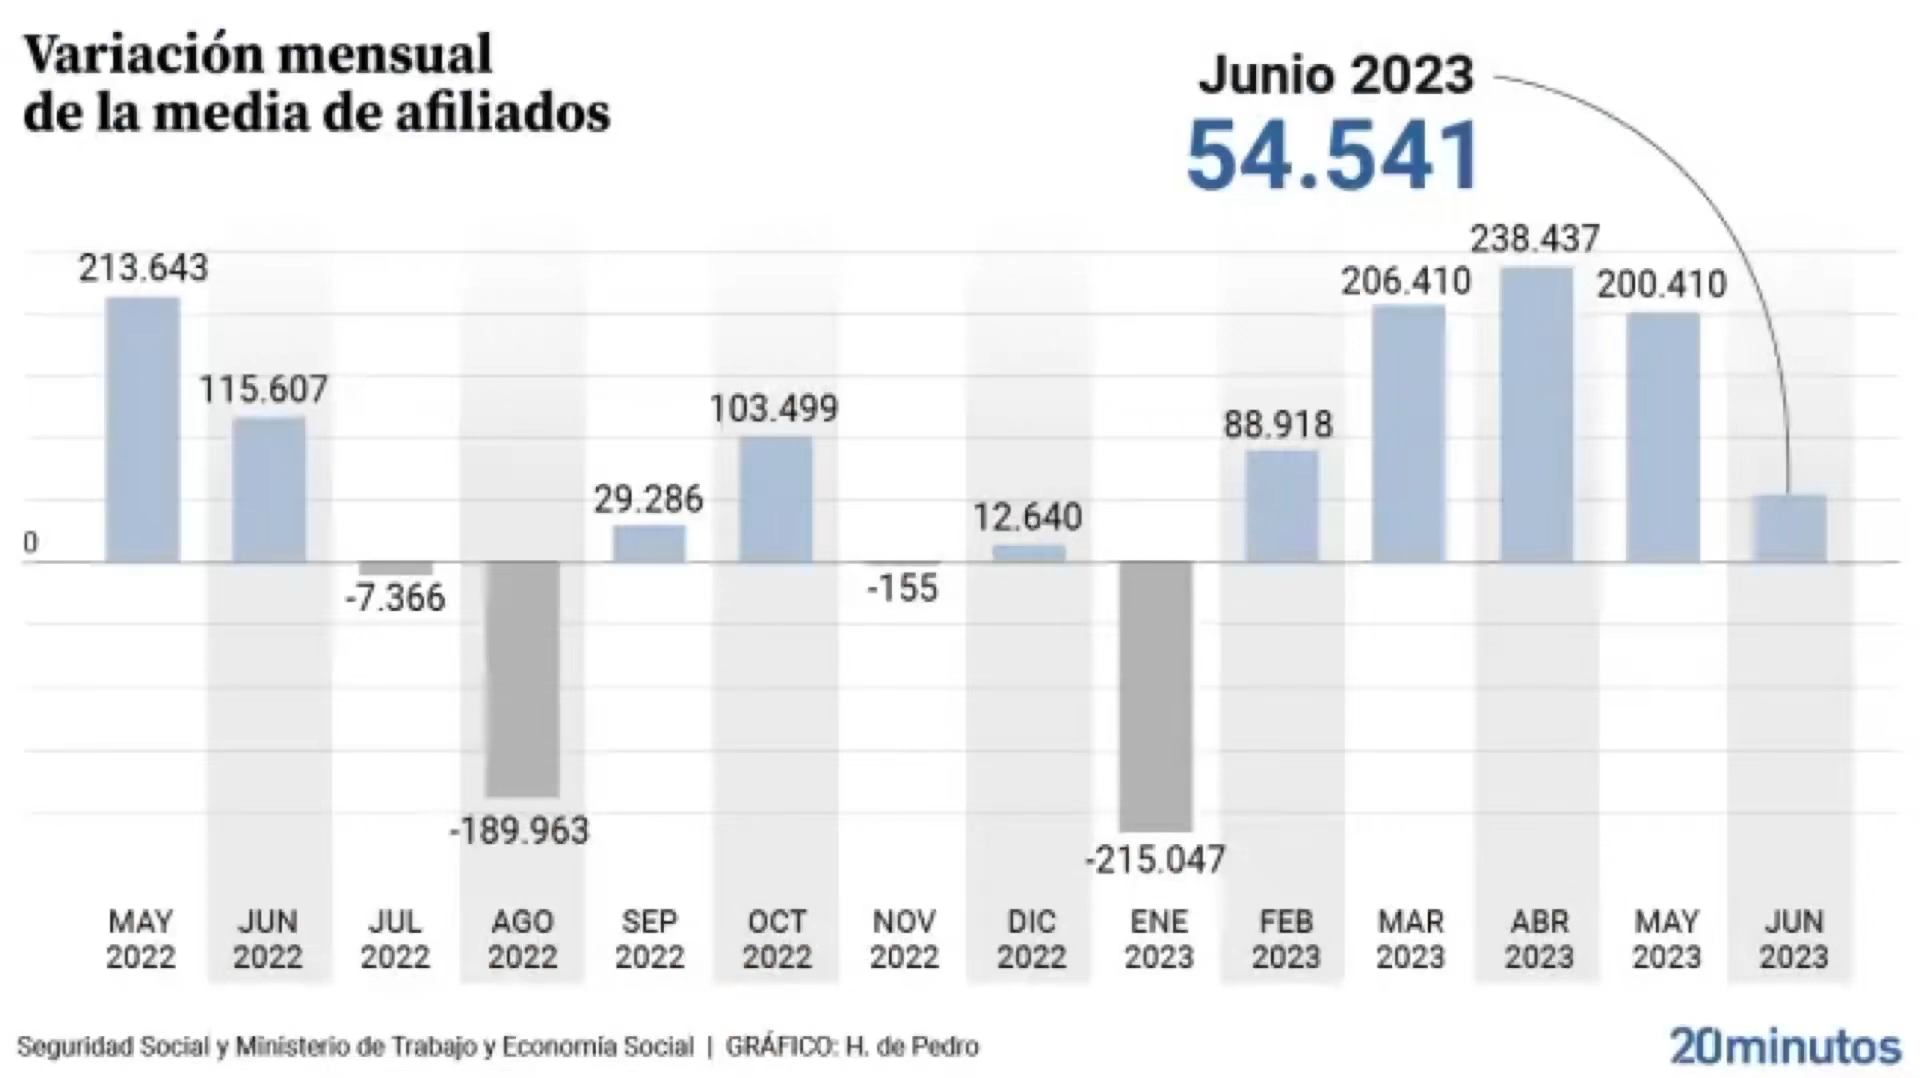 Variación mensual
de la media de afiliados
Junio 2023
54.541
213.643
115.607
-7.366
-189.963
29.286
103.499
-155
12.640
-215.047
88.918
206.410
238.437
200.410
0
MAY JUN JUL AGO SEP OCT NOV DIC ENE FEB MAR ABR MAY JUN
2022 2022 2022 2022 2022 2022 2022 2022 2023 2023 2023 2023 2023 2023
Seguridad Social y Ministerio de Trabajo y Economía Social | GRÁFICO: H. de Pedro
20minutos